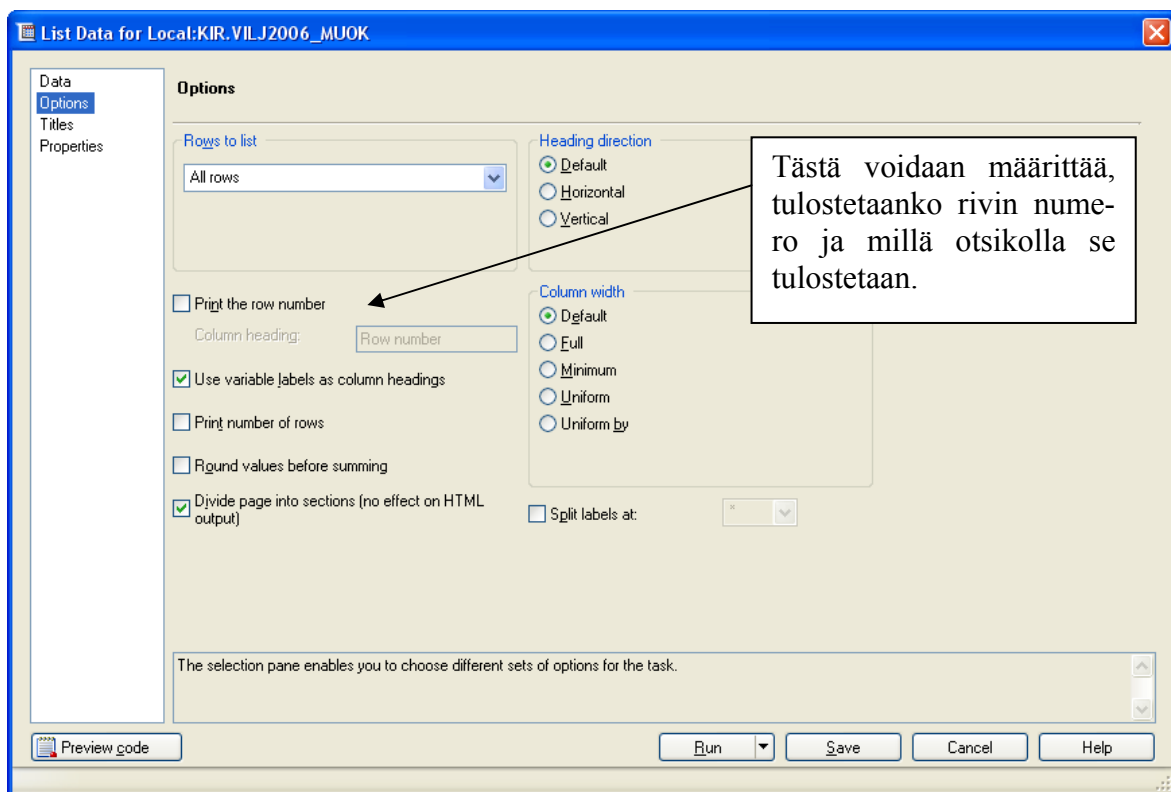 List Data for Local:KIR.VILJ2006_MUOK
Data
Options
Titles
Properties
Options
Rows to list
All rows
Print the row number
Column heading:
Row number
Use variable labels as column headings
Print number of rows
Round values before summing
Divide page into sections (no effect on HTML
output)
Heading direction
Default
Horizontal
Vertical
Tästä voidaan määrittää,
tulostetaanko rivin nume-
ro ja millä otsikolla se
tulostetaan.
Column width
Default
Full
Minimum
Uniform
Uniform by
Split labels at:
*
The selection pane enables you to choose different sets of options for the task.
Preview code
Run
Save
Cancel
Help